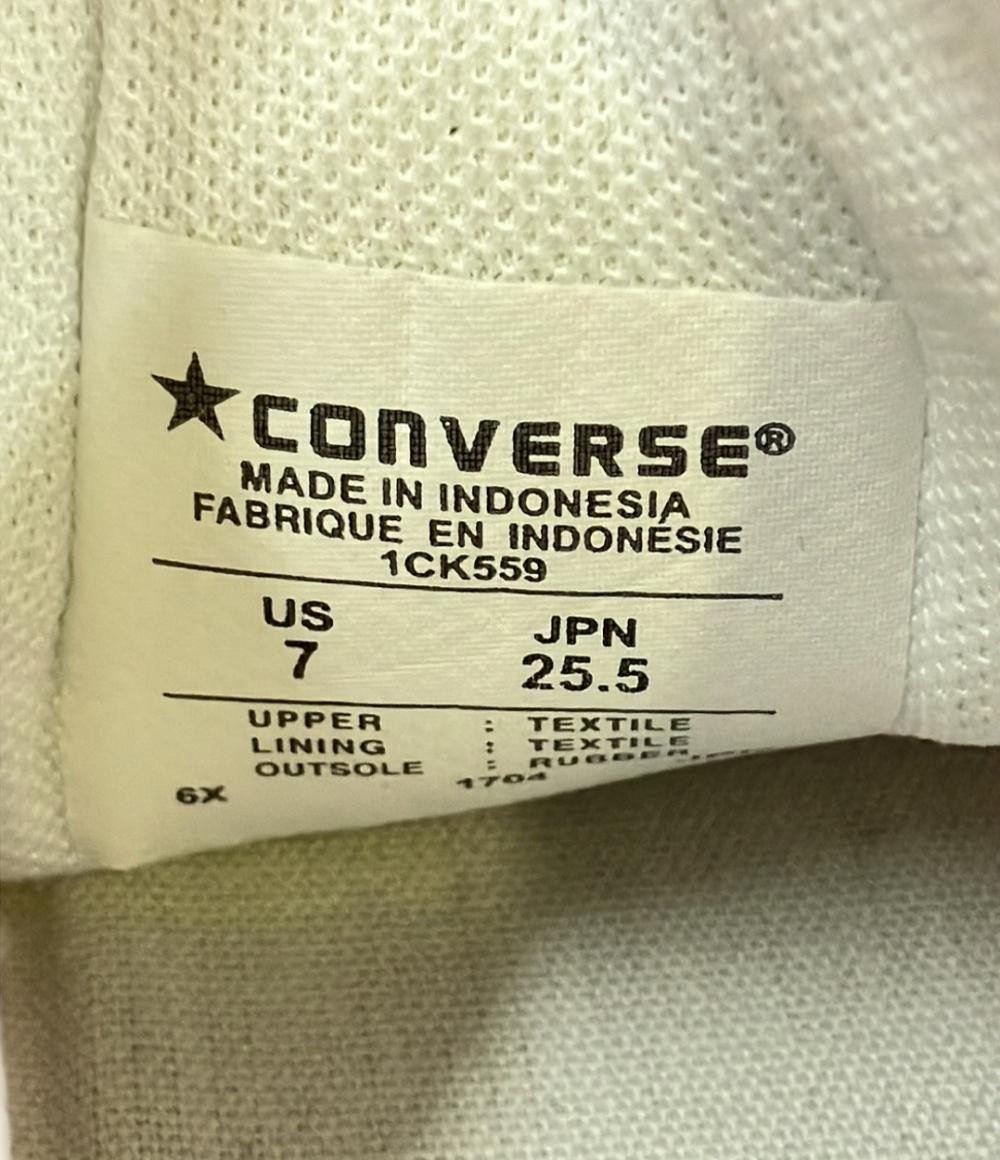 ★CONVERSE®
MADE IN INDONESIA
FABRIQUE EN INDONÉSIE
1CK559
US JPN
7 25.5
UPPER : TEXTILE
LINING : TEXTILE
OUTSOLE : RUBBER
6X 1704